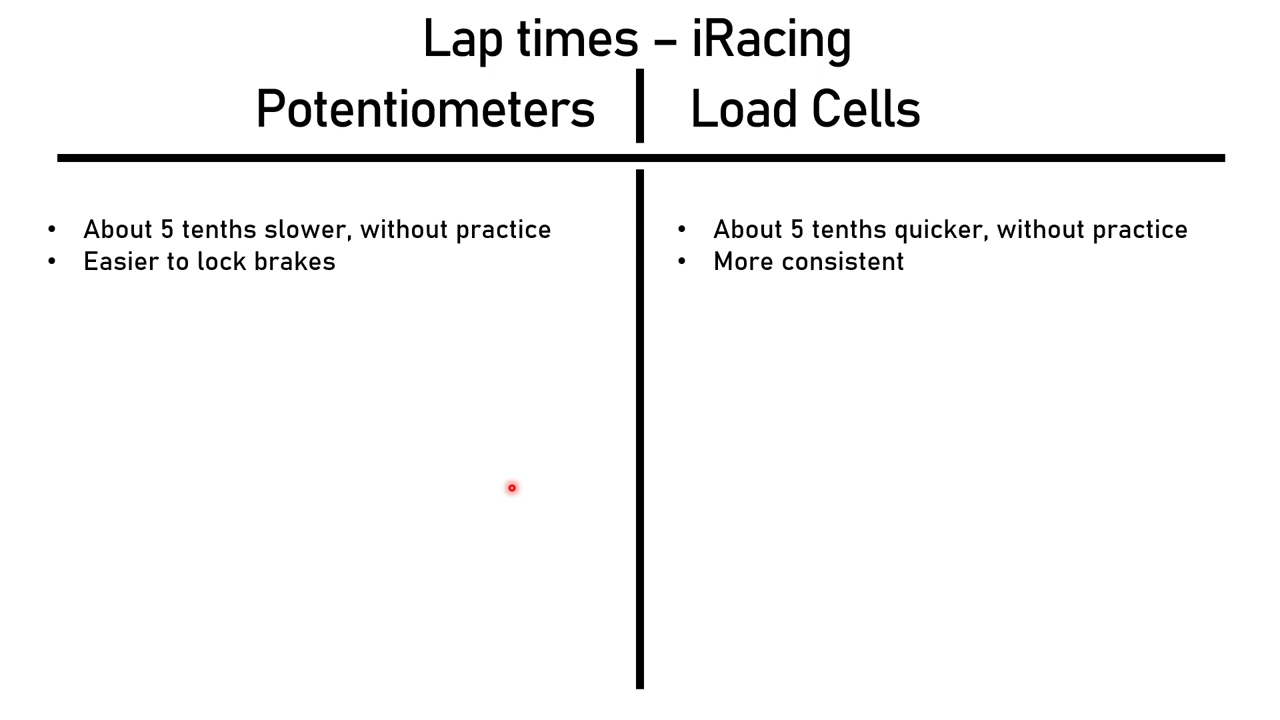 Lap times – iRacing
Potentiometers
Load Cells
• About 5 tenths slower, without practice
• Easier to lock brakes
• About 5 tenths quicker, without practice
• More consistent